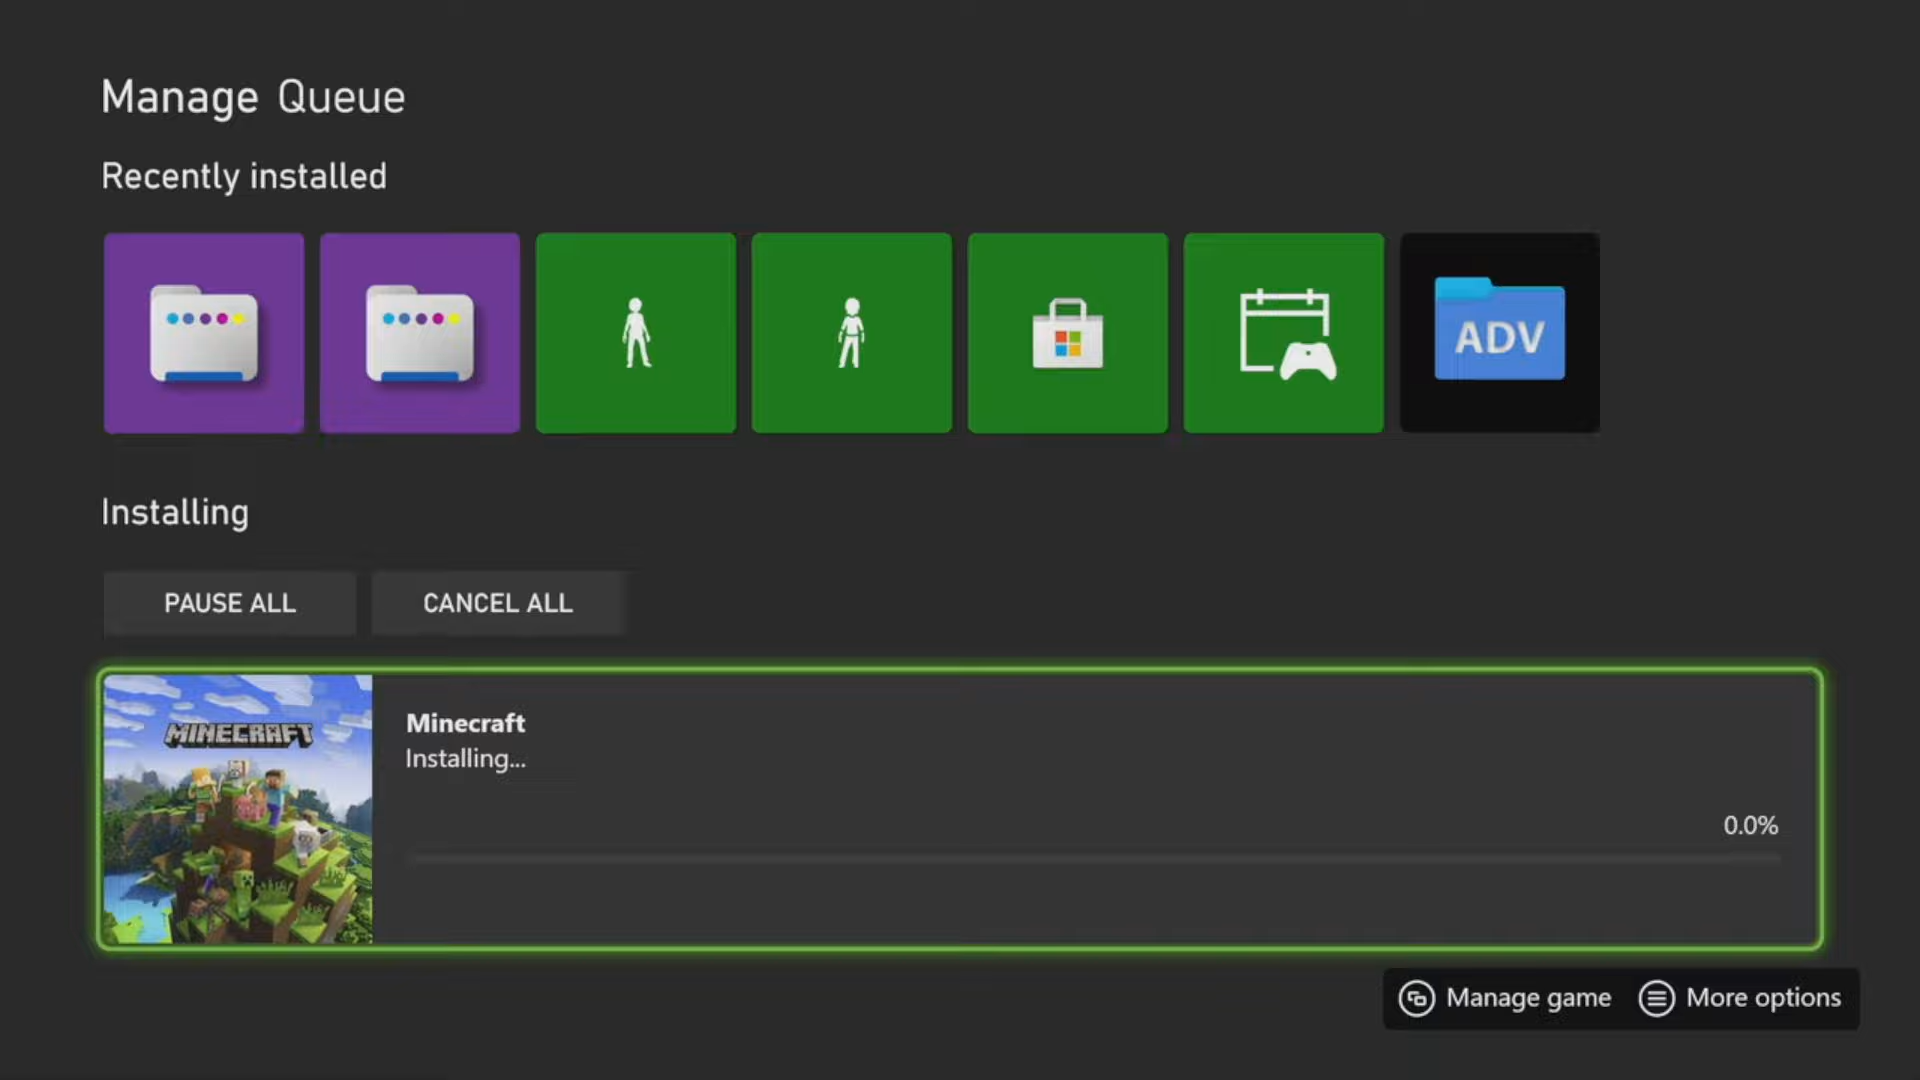 Manage Queue
Recently installed
ADV
Installing
PAUSE ALL
CANCEL ALL
MINECRAFT
Minecraft
Installing...
0.0%
Manage game
More options